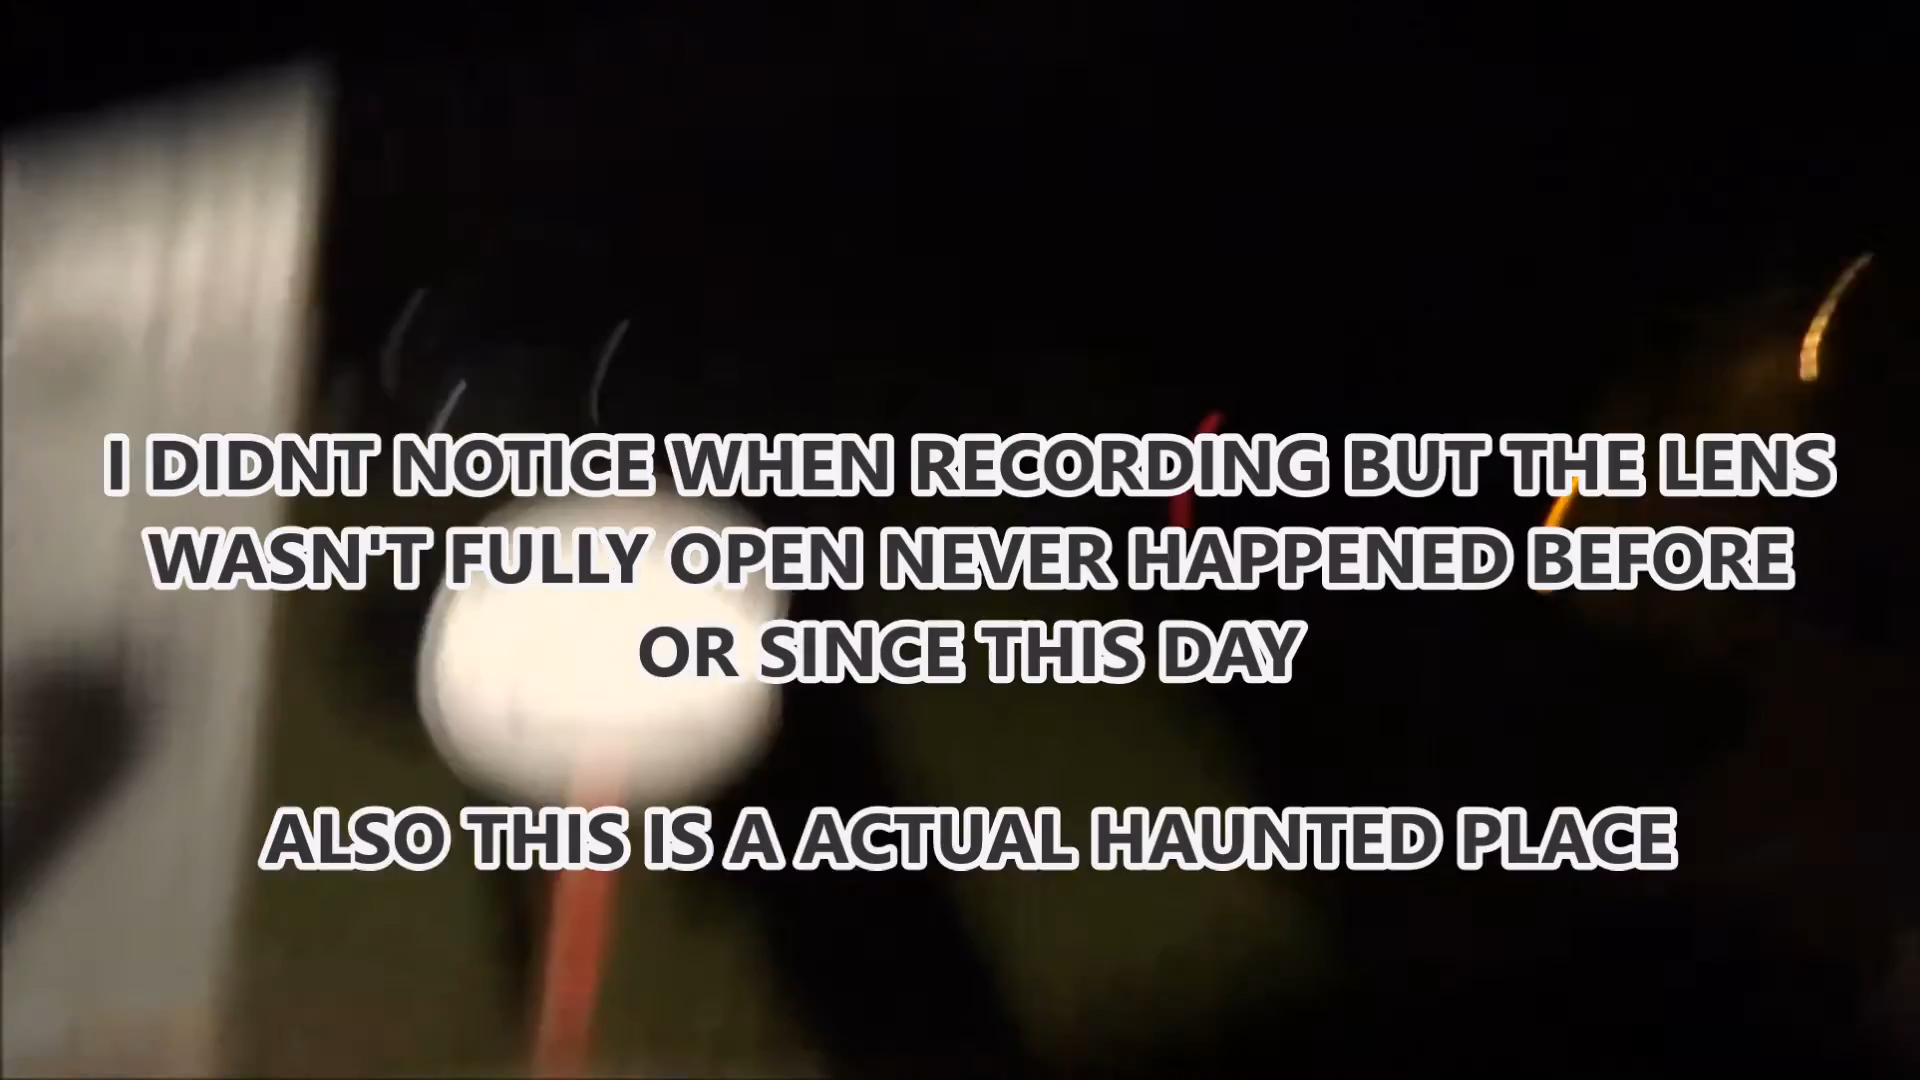 I DIDNT NOTICE WHEN RECORDING BUT THE LENS
WASN'T FULLY OPEN NEVER HAPPENED BEFORE
OR SINCE THIS DAY
ALSO THIS IS A ACTUAL HAUNTED PLACE